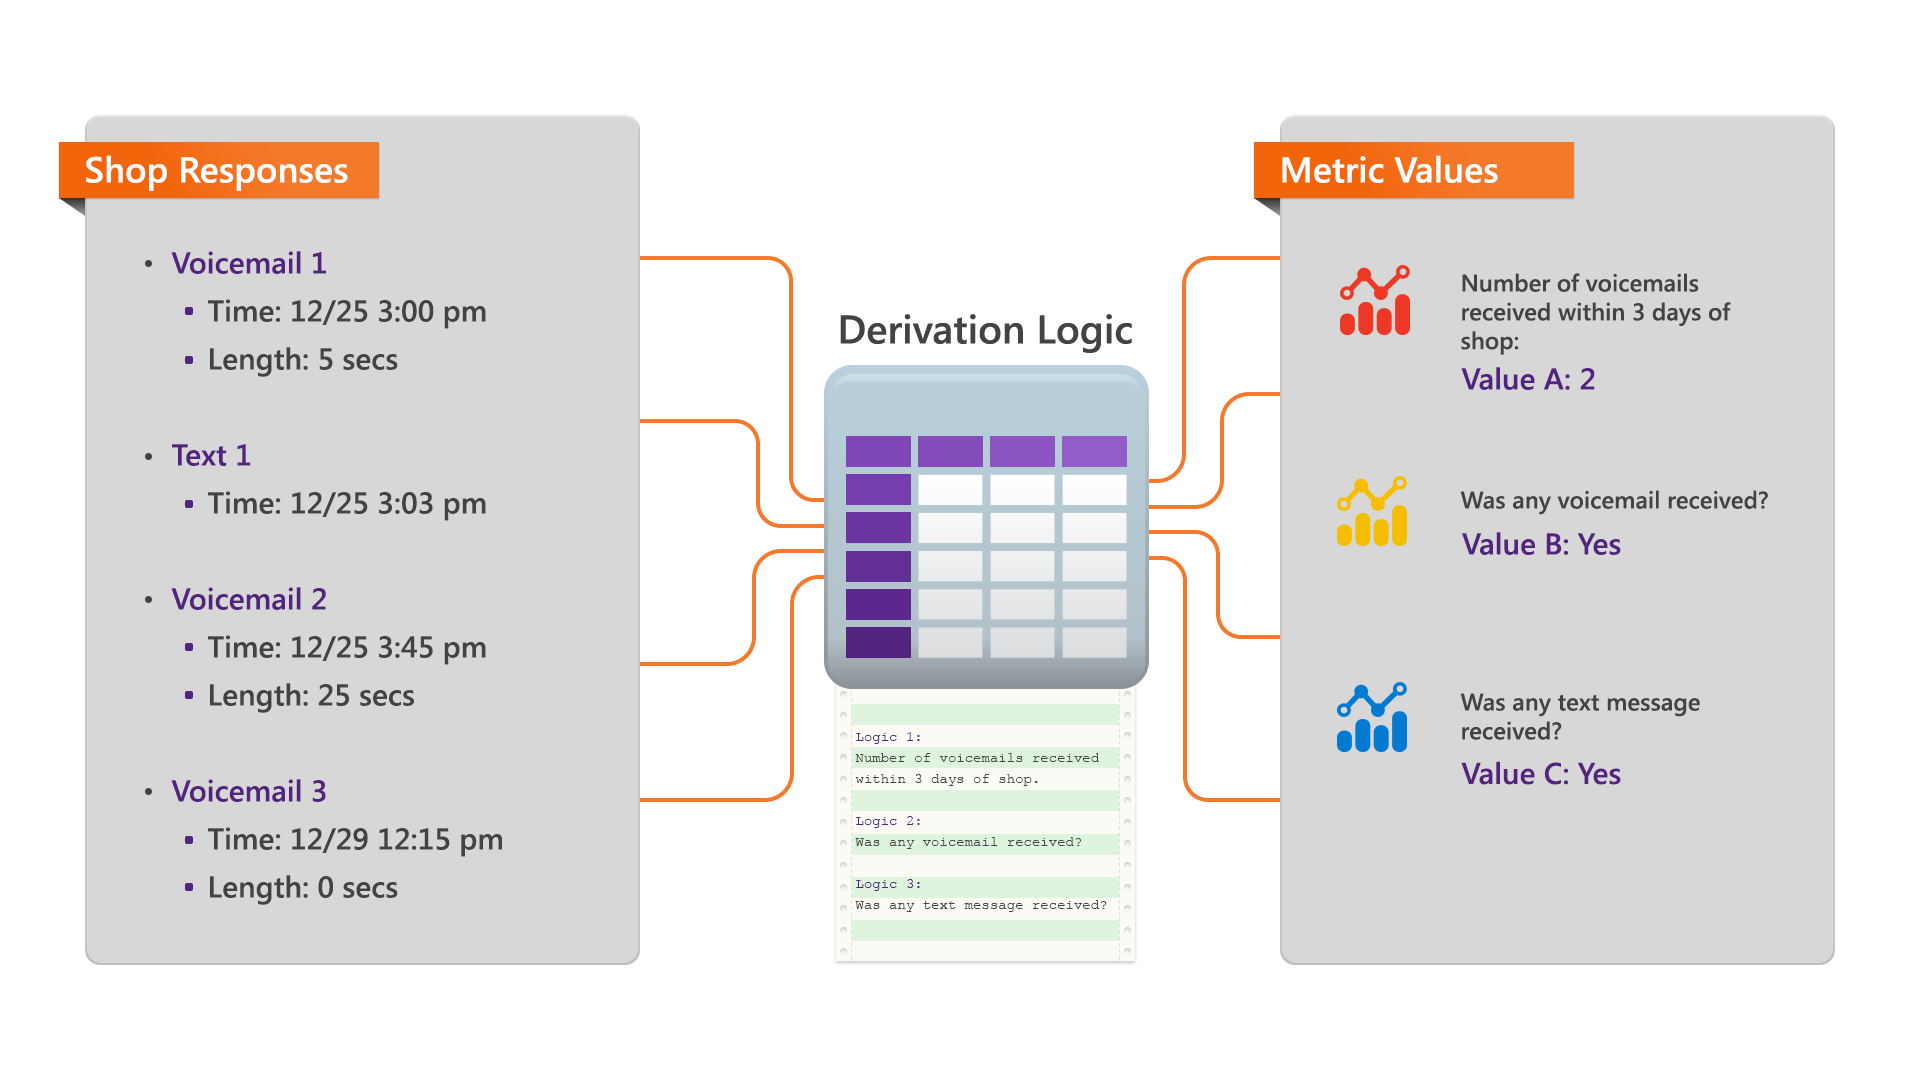 Shop Responses
• Voicemail 1
▪ Time: 12/25 3:00 pm
▪ Length: 5 secs
• Text 1
▪ Time: 12/25 3:03 pm
• Voicemail 2
▪ Time: 12/25 3:45 pm
▪ Length: 25 secs
• Voicemail 3
▪ Time: 12/29 12:15 pm
▪ Length: 0 secs
Derivation Logic
Logic 1:
Number of voicemails received
within 3 days of shop.
Logic 2:
Was any voicemail received?
Logic 3:
Was any text message received?
Metric Values
Number of voicemails
received within 3 days of
shop:
Value A: 2
Was any voicemail received?
Value B: Yes
Was any text message
received?
Value C: Yes